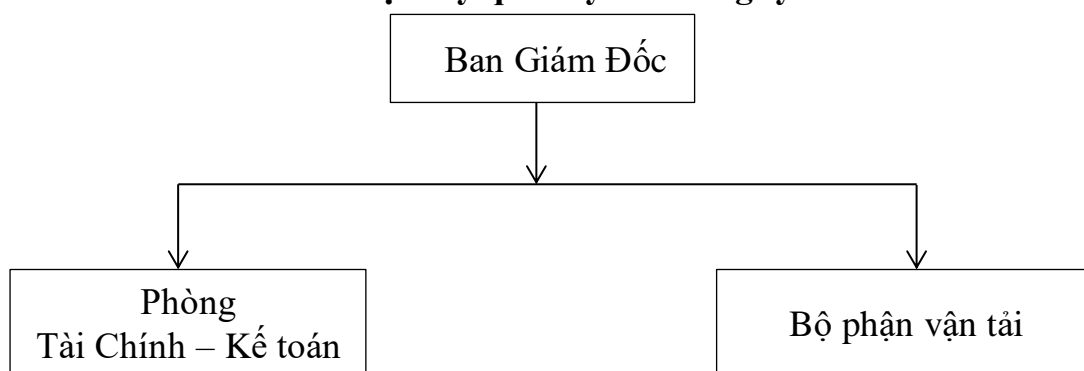 Ban Giám Đốc
Phòng
Tài Chính – Kế toán
Bộ phận vận tải